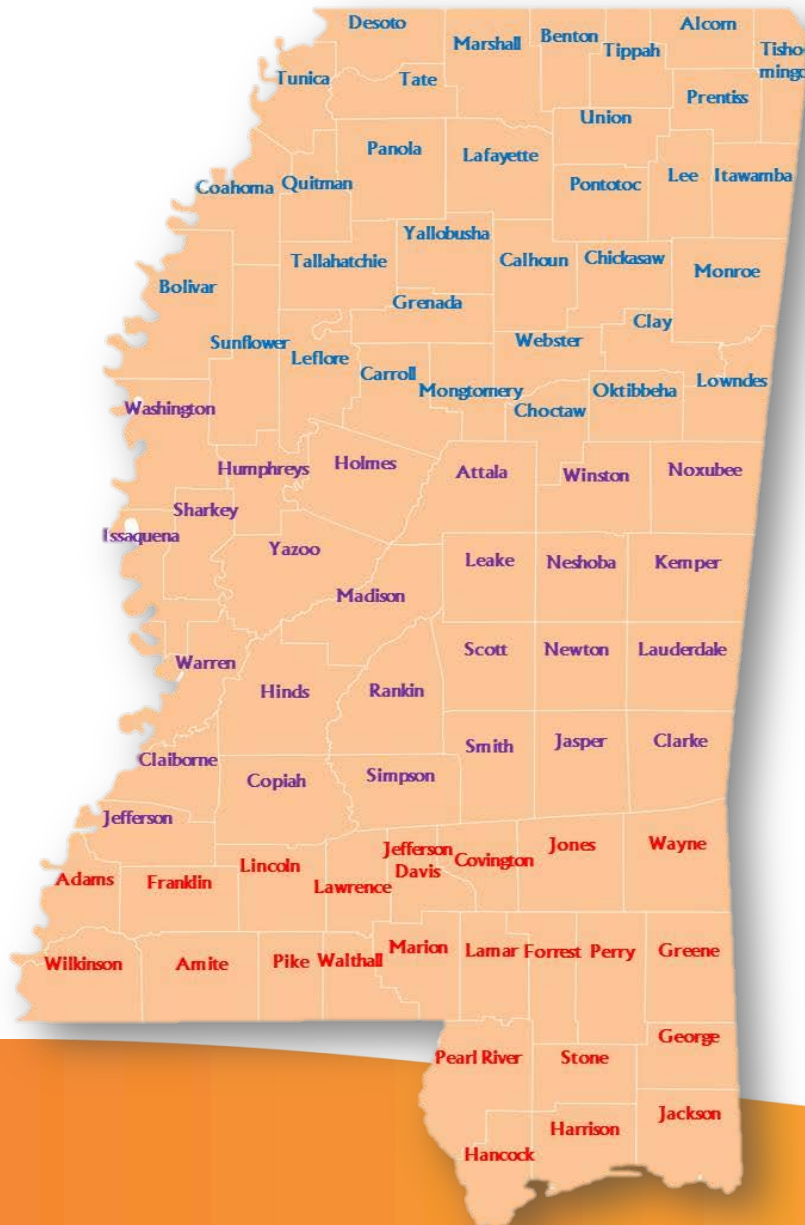 Desoto
Marshall
Benton
Tippah
Alcorn
Tisho-
mingo
Tunica
Tate
Prentiss
Union
Panola
Lafayette
Coahoma
Quitman
Pontotoc
Lee
Itawamba
Yallobusha
Tallahatchie
Calhoun
Chickasaw
Monroe
Bolivar
Grenada
Clay
Sunflower
Leflore
Webster
Carroll
Mongtomery
Choctaw
Oktibbeha
Lowndes
Washington
Humphreys
Holmes
Attala
Winston
Noxubee
Sharkey
Issaquena
Yazoo
Leake
Neshoba
Kemper
Madison
Warren
Scott
Newton
Lauderdale
Hinds
Rankin
Claiborne
Smith
Jasper
Clarke
Copiah
Simpson
Jefferson
Adams
Franklin
Lincoln
Lawrence
Jefferson
Davis
Covington
Jones
Wayne
Wilkinson
Amite
Pike
Walthall
Marion
Lamar
Forrest
Perry
Greene
Pearl River
Stone
George
Hancock
Harrison
Jackson